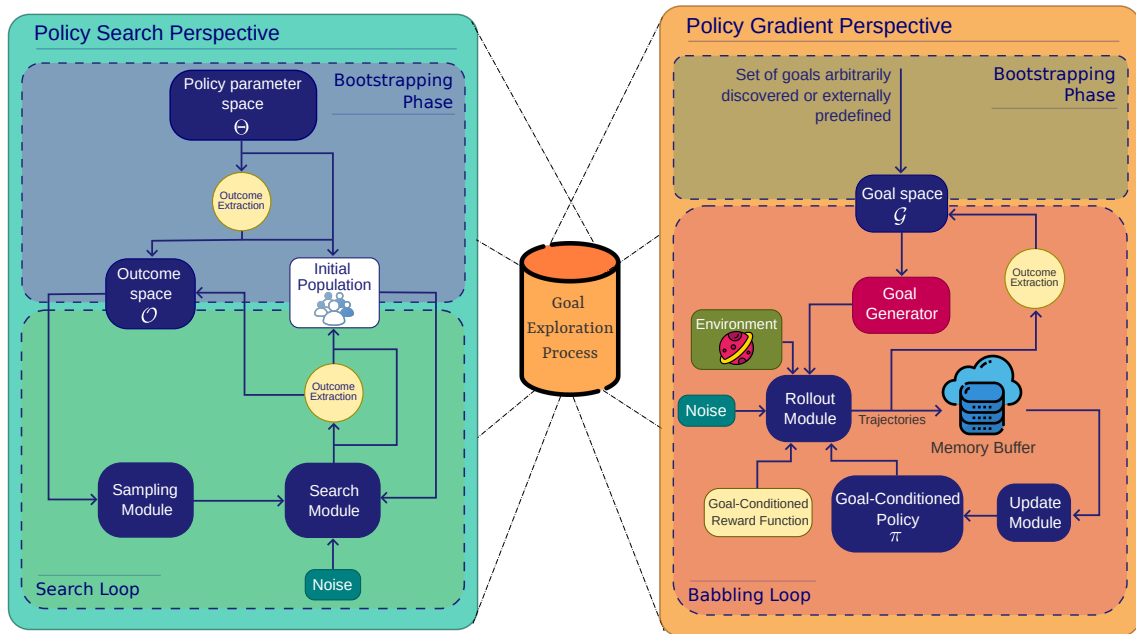 Policy Search Perspective
Bootstrapping
Phase
Policy parameter
space
Θ
Outcome
Extraction
Outcome
space
𝒪
Initial
Population
Outcome
Extraction
Sampling
Module
Search
Module
Noise
Search Loop
Goal
Exploration
Process
Policy Gradient Perspective
Set of goals arbitrarily
discovered or externally
predefined
Bootstrapping
Phase
Goal space
𝒢
Outcome
Extraction
Goal
Generator
Environment
Noise
Rollout
Module
Trajectories
Memory Buffer
Goal-Conditioned
Reward Function
Goal-Conditioned
Policy
π
Update
Module
Babbling Loop